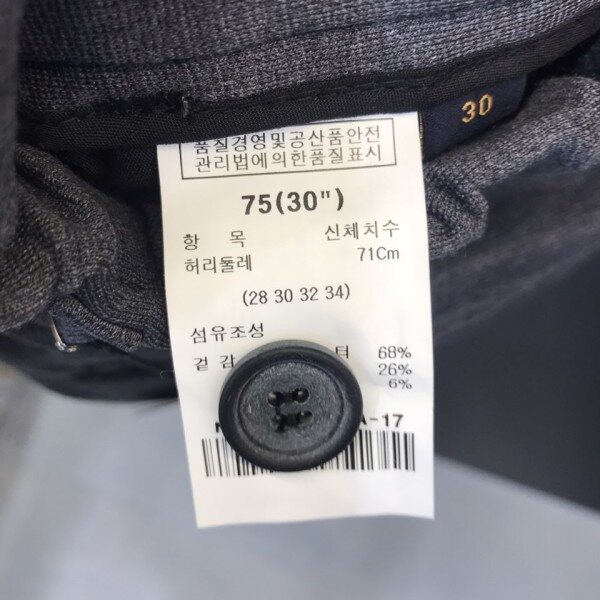 30
품질경영및공산품안전
관리법에의한품질표시
75(30")
항 목 신체치수
허리둘레 71Cm
(28 30 32 34)
섬유조성
겉감 68%
26%
6%
-17